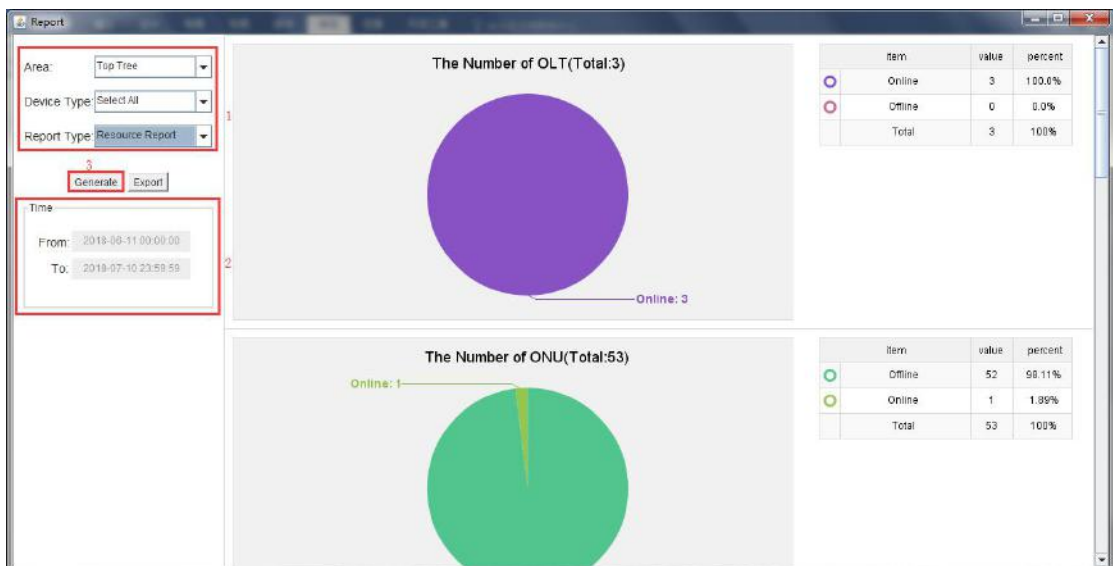 Report
Area: Top Tree
Device Type: Select All
1
Report Type: Resource Report
3
Generate Export
Time
From: 2018-06-11 00:00:00
To: 2018-07-10 23:59:59
2
The Number of OLT(Total:3)
Online: 3
item value percent
Online 3 100.0%
Offline 0 0.0%
Total 3 100%
The Number of ONU(Total:53)
Online: 1
item value percent
Offline 52 98.11%
Online 1 1.89%
Total 53 100%